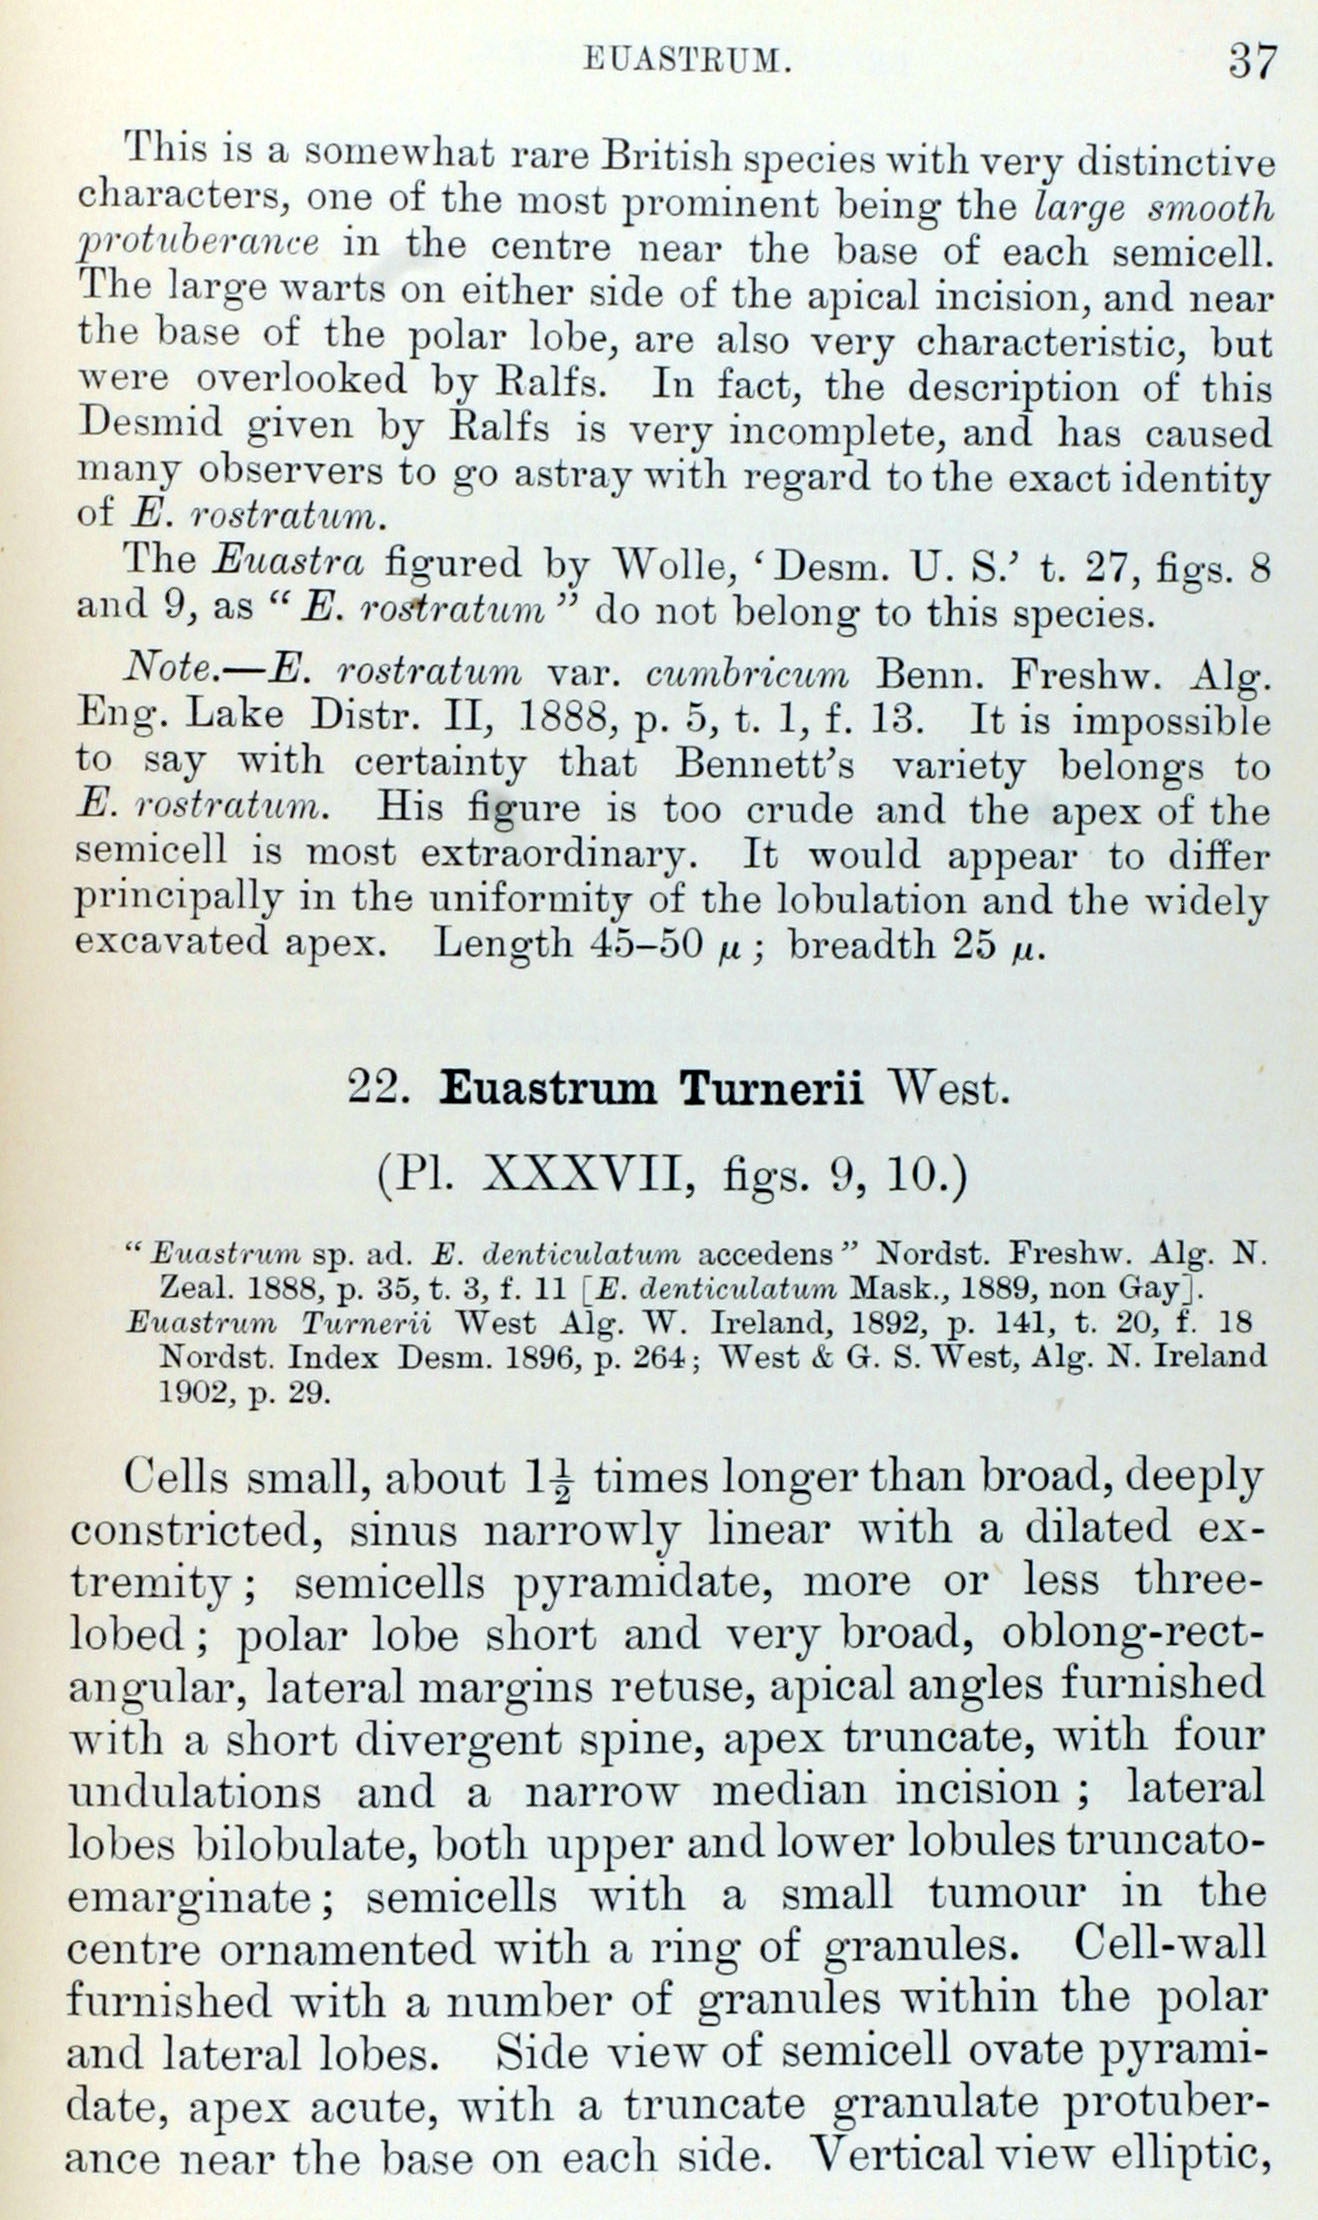 EUASTRUM. 37
This is a somewhat rare British species with very distinctive
characters, one of the most prominent being the large smooth
protuberance in the centre near the base of each semicell.
The large warts on either side of the apical incision, and near
the base of the polar lobe, are also very characteristic, but
were overlooked by Ralfs. In fact, the description of this
Desmid given by Ralfs is very incomplete, and has caused
many observers to go astray with regard to the exact identity
of E. rostratum.
The Euastra figured by Wolle, ‘Desm. U. S.’ t. 27, figs. 8
and 9, as “E. rostratum” do not belong to this species.
Note.—E. rostratum var. cumbricum Benn. Freshw. Alg.
Eng. Lake Distr. II, 1888, p. 5, t. 1, f. 13. It is impossible
to say with certainty that Bennett’s variety belongs to
E. rostratum. His figure is too crude and the apex of the
semicell is most extraordinary. It would appear to differ
principally in the uniformity of the lobulation and the widely
excavated apex. Length 45–50 μ; breadth 25 μ.
22. Euastrum Turnerii West.
(Pl. XXXVII, figs. 9, 10.)
“Euastrum sp. ad. E. denticulatum accedens” Nordst. Freshw. Alg. N.
Zeal. 1888, p. 35, t. 3, f. 11 [E. denticulatum Mask., 1889, non Gay].
Euastrum Turnerii West Alg. W. Ireland, 1892, p. 141, t. 20, f. 18
Nordst. Index Desm. 1896, p. 264; West & G. S. West, Alg. N. Ireland
1902, p. 29.
Cells small, about 1½ times longer than broad, deeply
constricted, sinus narrowly linear with a dilated ex-
tremity; semicells pyramidate, more or less three-
lobed; polar lobe short and very broad, oblong-rect-
angular, lateral margins retuse, apical angles furnished
with a short divergent spine, apex truncate, with four
undulations and a narrow median incision; lateral
lobes bilobulate, both upper and lower lobules truncato-
emarginate; semicells with a small tumour in the
centre ornamented with a ring of granules. Cell-wall
furnished with a number of granules within the polar
and lateral lobes. Side view of semicell ovate pyrami-
date, apex acute, with a truncate granulate protuber-
ance near the base on each side. Vertical view elliptic,